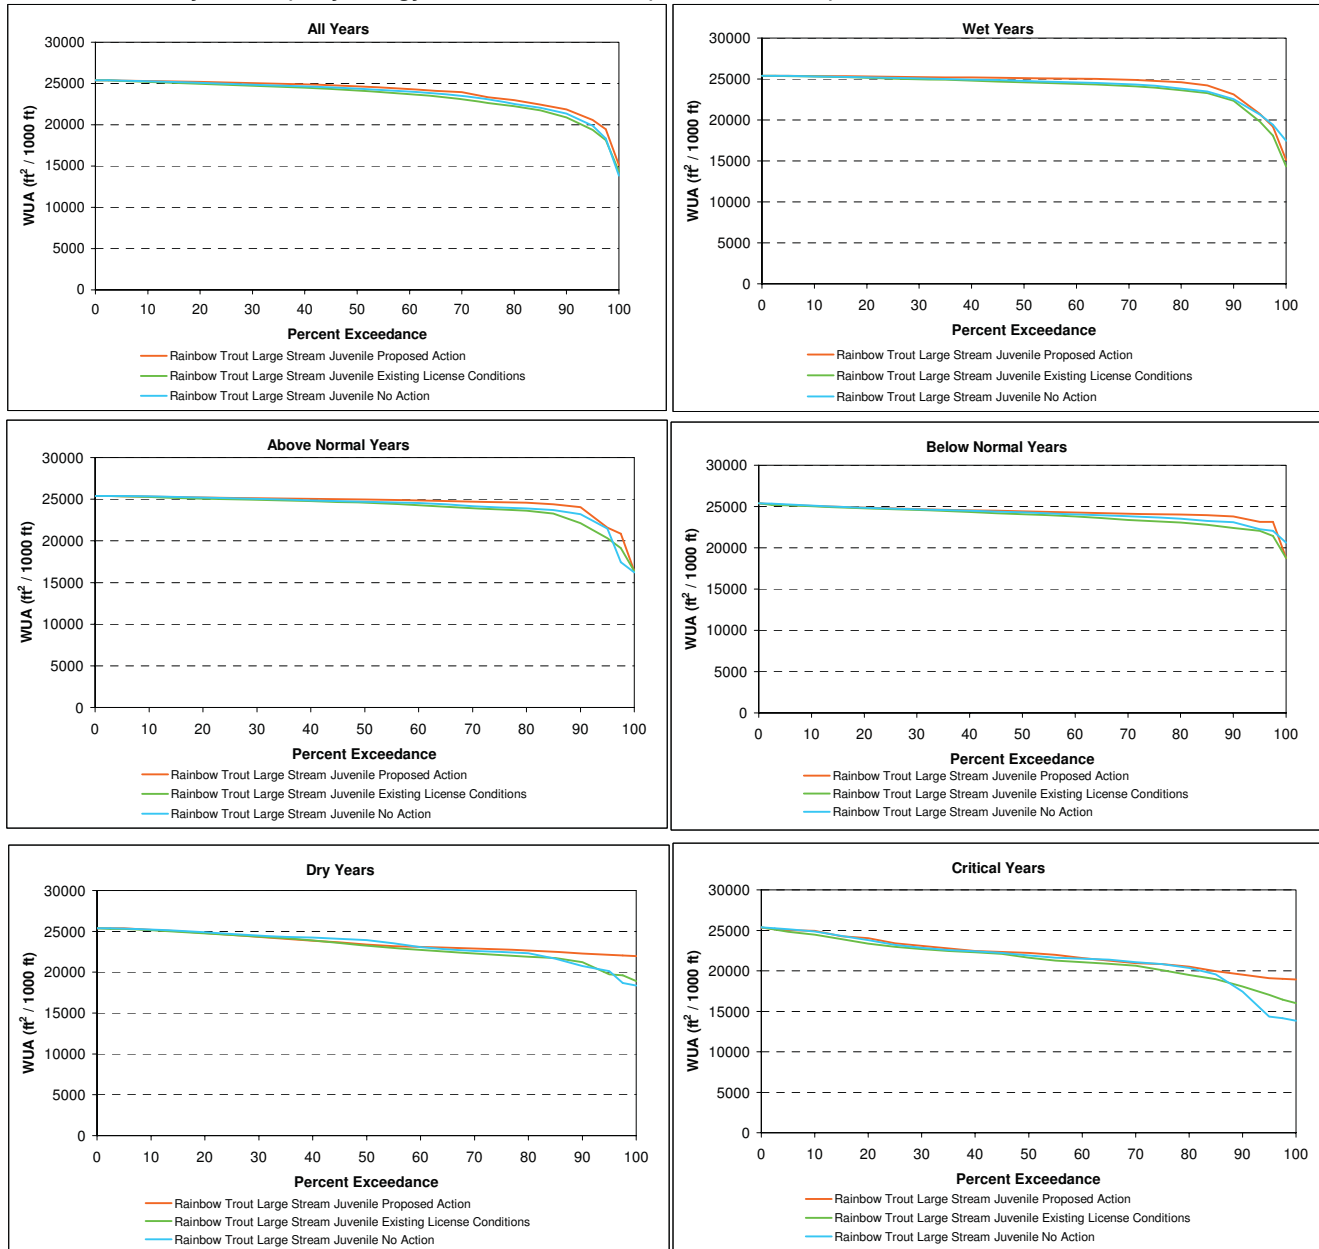 All Years
30000
25000
20000
15000
10000
5000
0
WUA (ft² / 1000 ft)
0 10 20 30 40 50 60 70 80 90 100
Percent Exceedance
Rainbow Trout Large Stream Juvenile Proposed Action
Rainbow Trout Large Stream Juvenile Existing License Conditions
Rainbow Trout Large Stream Juvenile No Action
Wet Years
30000
25000
20000
15000
10000
5000
0
WUA (ft² / 1000 ft)
0 10 20 30 40 50 60 70 80 90 100
Percent Exceedance
Rainbow Trout Large Stream Juvenile Proposed Action
Rainbow Trout Large Stream Juvenile Existing License Conditions
Rainbow Trout Large Stream Juvenile No Action
Above Normal Years
30000
25000
20000
15000
10000
5000
0
WUA (ft² / 1000 ft)
0 10 20 30 40 50 60 70 80 90 100
Percent Exceedance
Rainbow Trout Large Stream Juvenile Proposed Action
Rainbow Trout Large Stream Juvenile Existing License Conditions
Rainbow Trout Large Stream Juvenile No Action
Below Normal Years
30000
25000
20000
15000
10000
5000
0
WUA (ft² / 1000 ft)
0 10 20 30 40 50 60 70 80 90 100
Percent Exceedance
Rainbow Trout Large Stream Juvenile Proposed Action
Rainbow Trout Large Stream Juvenile Existing License Conditions
Rainbow Trout Large Stream Juvenile No Action
Dry Years
30000
25000
20000
15000
10000
5000
0
WUA (ft² / 1000 ft)
0 10 20 30 40 50 60 70 80 90 100
Percent Exceedance
Rainbow Trout Large Stream Juvenile Proposed Action
Rainbow Trout Large Stream Juvenile Existing License Conditions
Rainbow Trout Large Stream Juvenile No Action
Critical Years
30000
25000
20000
15000
10000
5000
0
WUA (ft² / 1000 ft)
0 10 20 30 40 50 60 70 80 90 100
Percent Exceedance
Rainbow Trout Large Stream Juvenile Proposed Action
Rainbow Trout Large Stream Juvenile Existing License Conditions
Rainbow Trout Large Stream Juvenile No Action